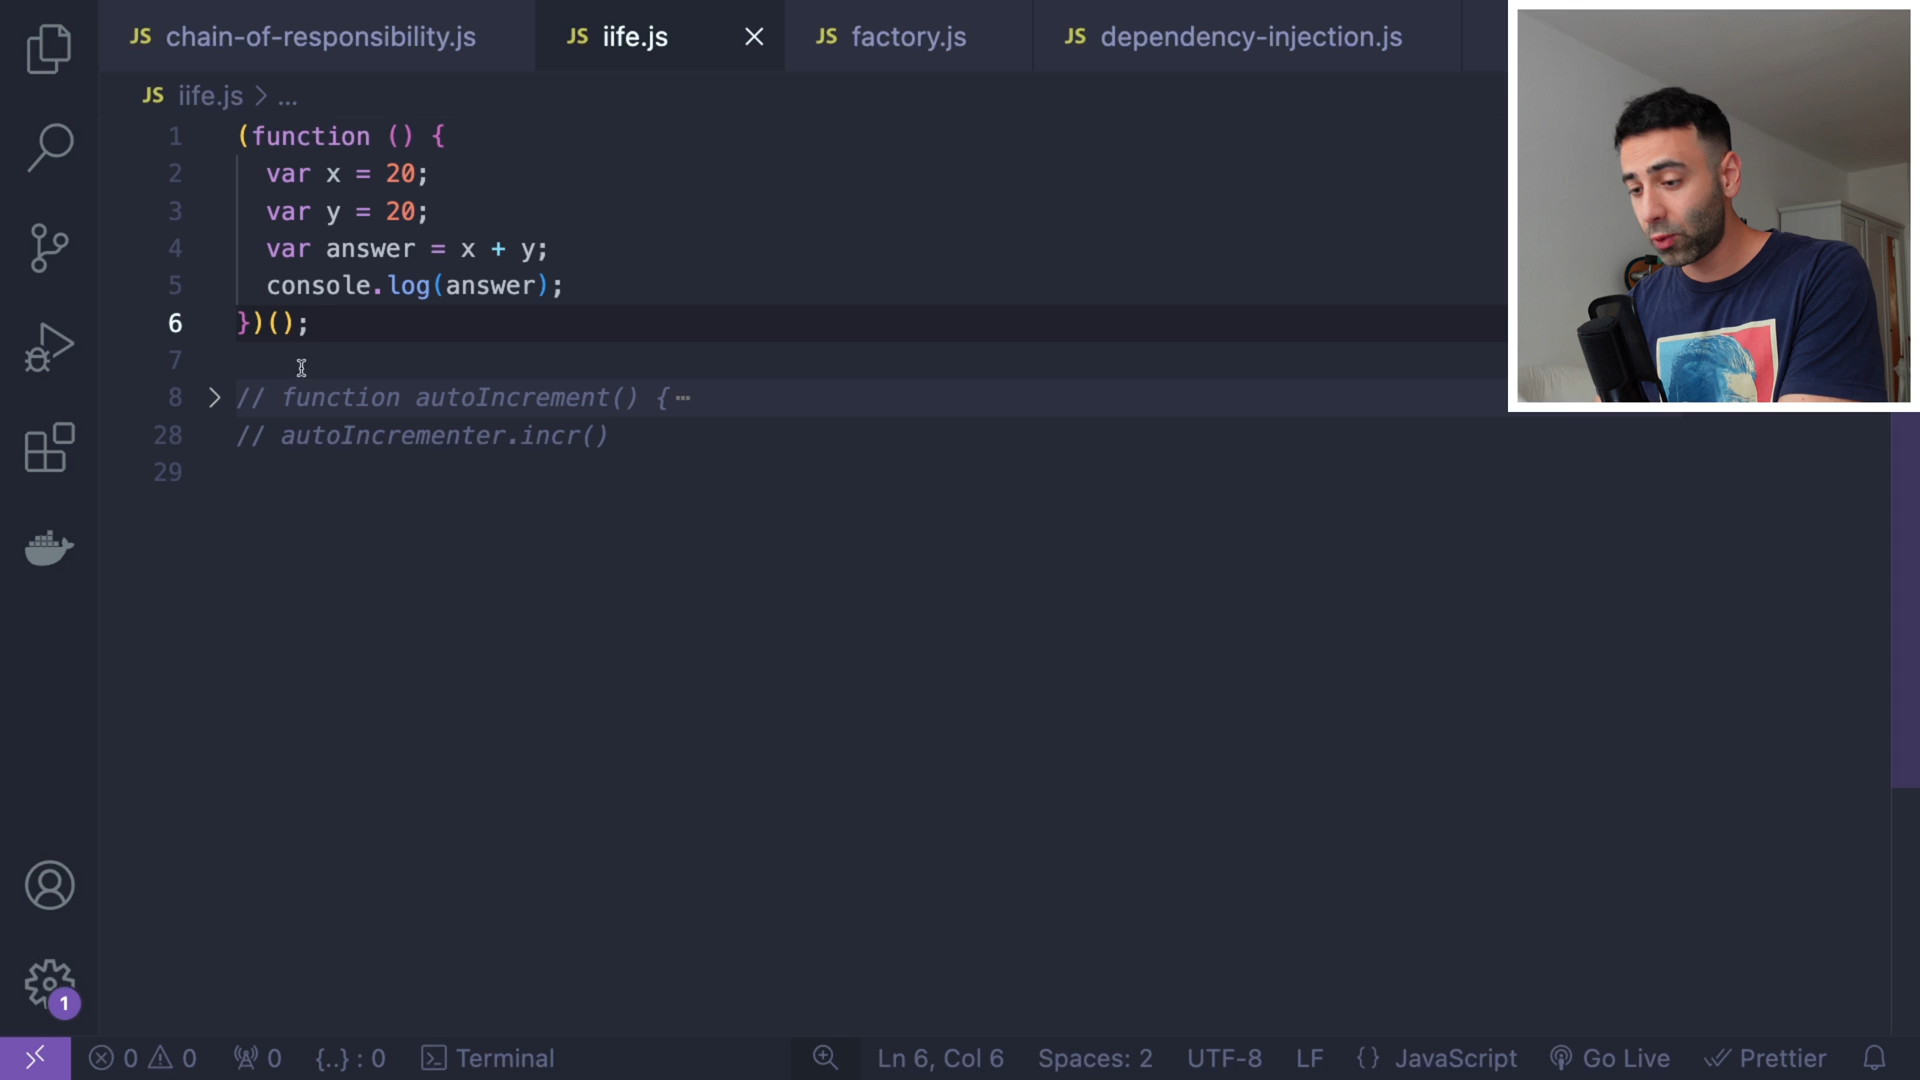 JS chain-of-responsibility.js JS iife.js JS factory.js JS dependency-injection.js
JS iife.js > ...
1 (function () {
2 var x = 20;
3 var y = 20;
4 var answer = x + y;
5 console.log(answer);
6 })();
7
8 // function autoIncrement() {⋯
28 // autoIncrementer.incr()
29
1
0 0 0 {..} : 0 Terminal Ln 6, Col 6 Spaces: 2 UTF-8 LF {} JavaScript Go Live Prettier